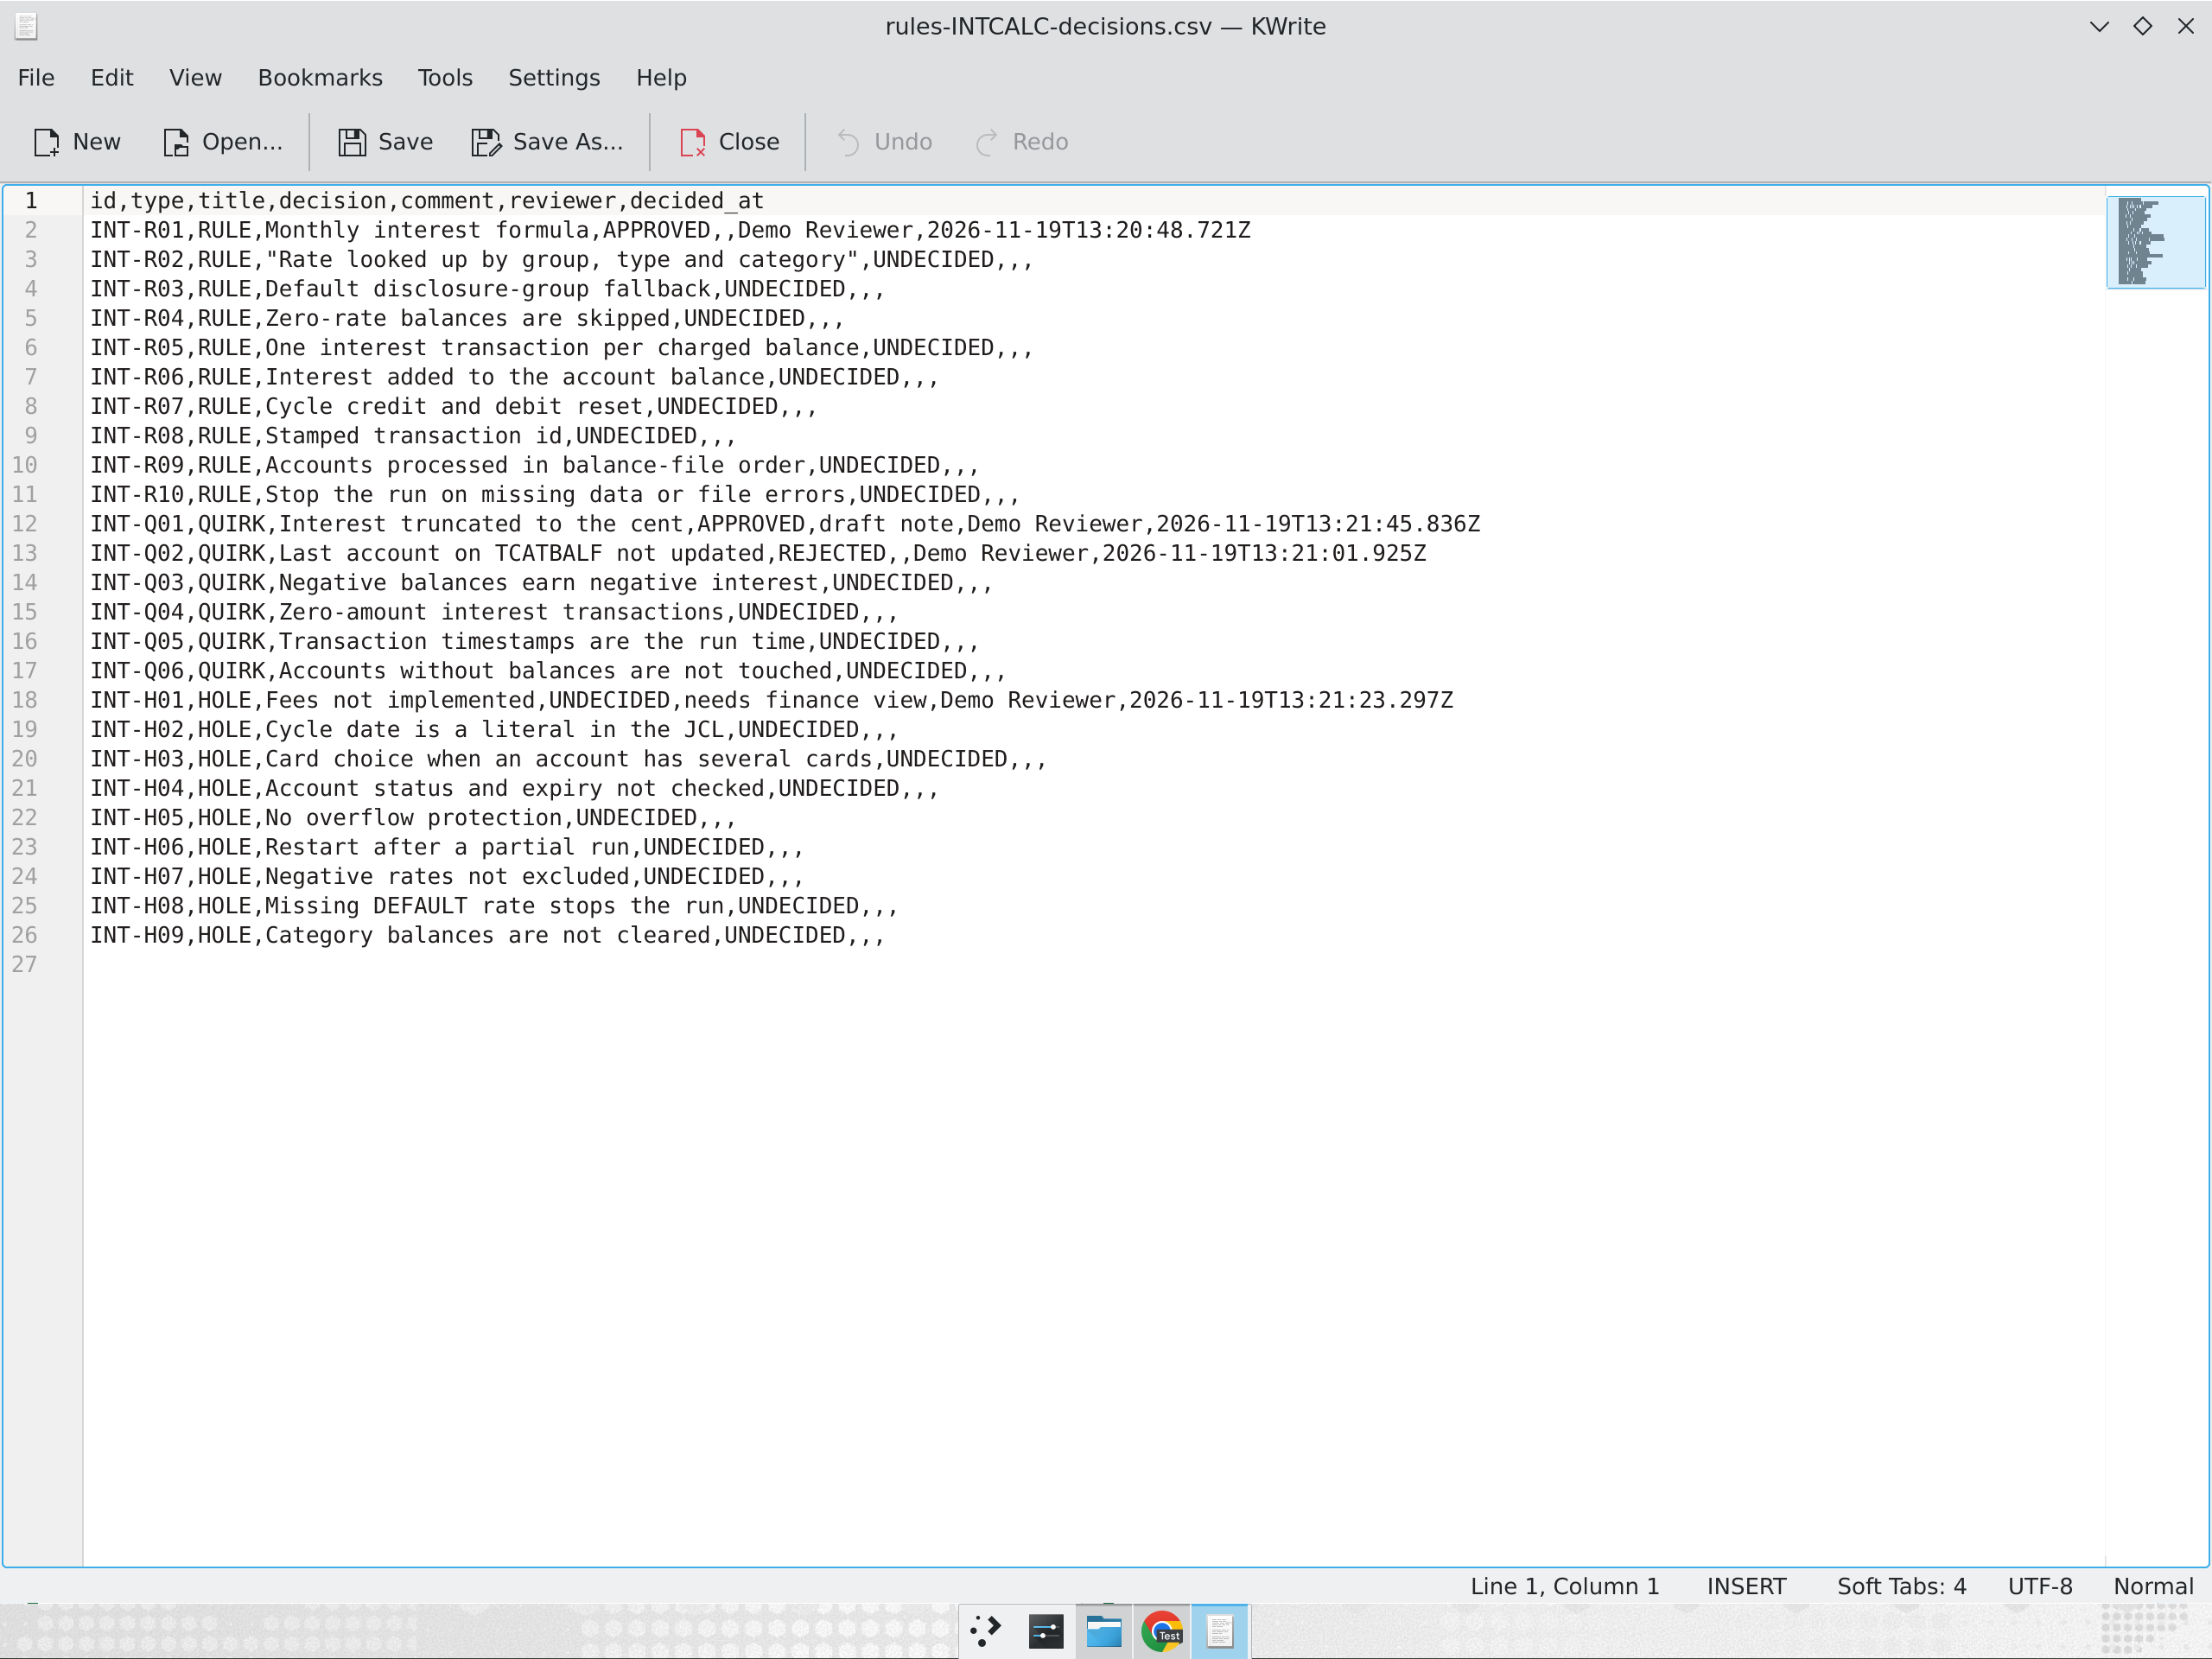 rules-INTCALC-decisions.csv — KWrite
File Edit View Bookmarks Tools Settings Help
New Open... Save Save As... Close Undo Redo
1 id,type,title,decision,comment,reviewer,decided_at
2 INT-R01,RULE,Monthly interest formula,APPROVED,,Demo Reviewer,2026-11-19T13:20:48.721Z
3 INT-R02,RULE,"Rate looked up by group, type and category",UNDECIDED,,,
4 INT-R03,RULE,Default disclosure-group fallback,UNDECIDED,,,
5 INT-R04,RULE,Zero-rate balances are skipped,UNDECIDED,,,
6 INT-R05,RULE,One interest transaction per charged balance,UNDECIDED,,,
7 INT-R06,RULE,Interest added to the account balance,UNDECIDED,,,
8 INT-R07,RULE,Cycle credit and debit reset,UNDECIDED,,,
9 INT-R08,RULE,Stamped transaction id,UNDECIDED,,,
10 INT-R09,RULE,Accounts processed in balance-file order,UNDECIDED,,,
11 INT-R10,RULE,Stop the run on missing data or file errors,UNDECIDED,,,
12 INT-Q01,QUIRK,Interest truncated to the cent,APPROVED,draft note,Demo Reviewer,2026-11-19T13:21:45.836Z
13 INT-Q02,QUIRK,Last account on TCATBALF not updated,REJECTED,,Demo Reviewer,2026-11-19T13:21:01.925Z
14 INT-Q03,QUIRK,Negative balances earn negative interest,UNDECIDED,,,
15 INT-Q04,QUIRK,Zero-amount interest transactions,UNDECIDED,,,
16 INT-Q05,QUIRK,Transaction timestamps are the run time,UNDECIDED,,,
17 INT-Q06,QUIRK,Accounts without balances are not touched,UNDECIDED,,,
18 INT-H01,HOLE,Fees not implemented,UNDECIDED,needs finance view,Demo Reviewer,2026-11-19T13:21:23.297Z
19 INT-H02,HOLE,Cycle date is a literal in the JCL,UNDECIDED,,,
20 INT-H03,HOLE,Card choice when an account has several cards,UNDECIDED,,,
21 INT-H04,HOLE,Account status and expiry not checked,UNDECIDED,,,
22 INT-H05,HOLE,No overflow protection,UNDECIDED,,,
23 INT-H06,HOLE,Restart after a partial run,UNDECIDED,,,
24 INT-H07,HOLE,Negative rates not excluded,UNDECIDED,,,
25 INT-H08,HOLE,Missing DEFAULT rate stops the run,UNDECIDED,,,
26 INT-H09,HOLE,Category balances are not cleared,UNDECIDED,,,
27
Line 1, Column 1 INSERT Soft Tabs: 4 UTF-8 Normal
Test